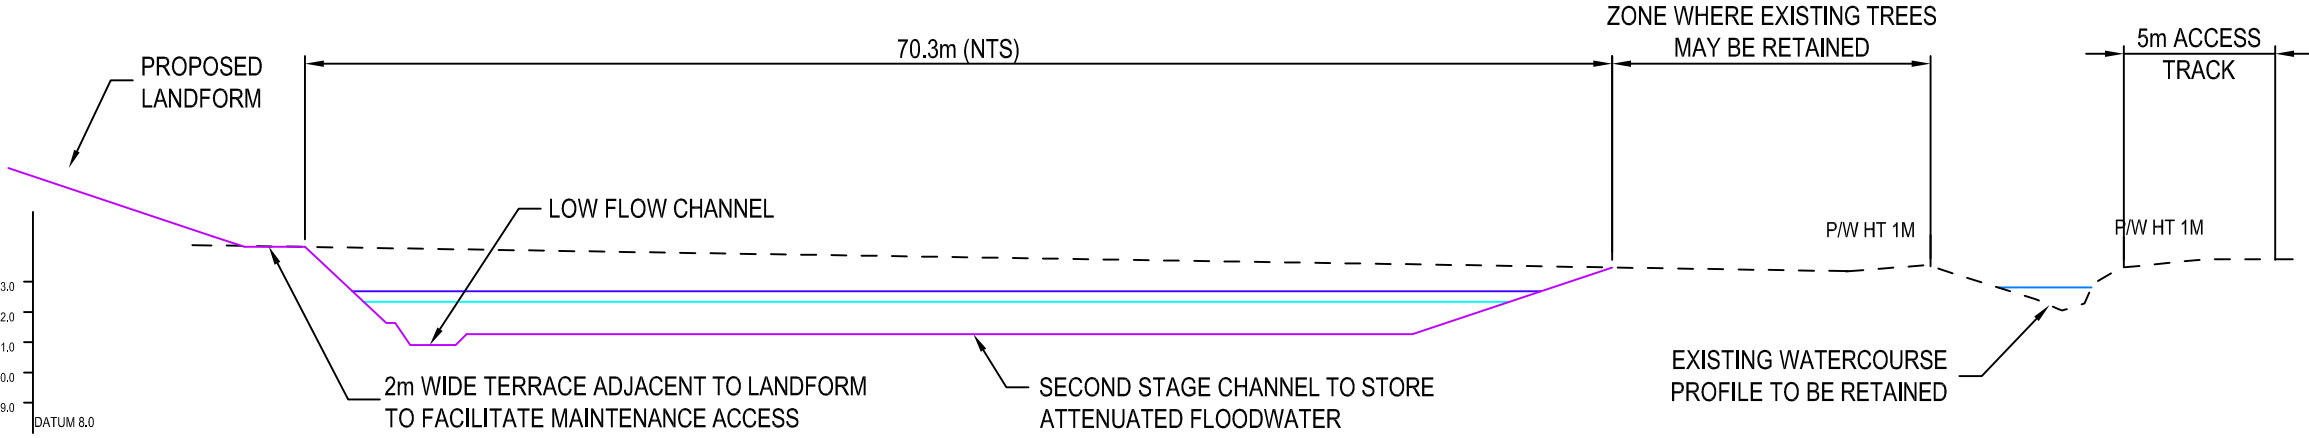 ZONE WHERE EXISTING TREES
MAY BE RETAINED
70.3m (NTS)
5m ACCESS
TRACK
PROPOSED
LANDFORM
LOW FLOW CHANNEL
P/W HT 1M
P/W HT 1M
3.0
2.0
1.0
0.0
9.0
DATUM 8.0
2m WIDE TERRACE ADJACENT TO LANDFORM
TO FACILITATE MAINTENANCE ACCESS
SECOND STAGE CHANNEL TO STORE
ATTENUATED FLOODWATER
EXISTING WATERCOURSE
PROFILE TO BE RETAINED